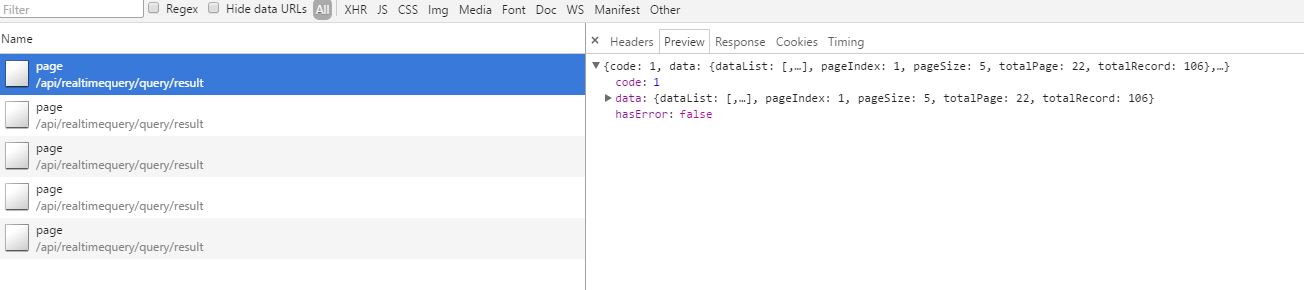 Filter Regex Hide data URLs All XHR JS CSS Img Media Font Doc WS Manifest Other
Name
page
/api/realtimequery/query/result
page
/api/realtimequery/query/result
page
/api/realtimequery/query/result
page
/api/realtimequery/query/result
page
/api/realtimequery/query/result
× Headers Preview Response Cookies Timing
▼{code: 1, data: {dataList: [,…], pageIndex: 1, pageSize: 5, totalPage: 22, totalRecord: 106},…}
code: 1
▶data: {dataList: [,…], pageIndex: 1, pageSize: 5, totalPage: 22, totalRecord: 106}
hasError: false